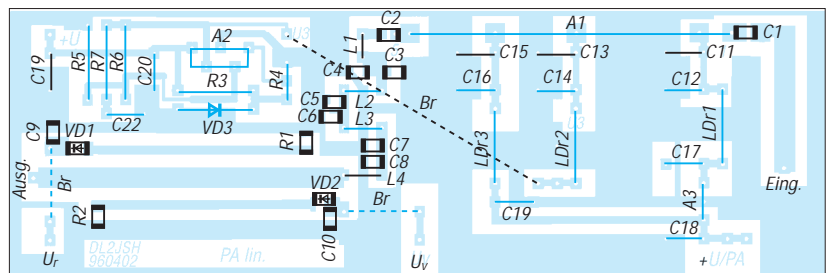 +U
A2
U3
C2
A1
C1
C19
R5
R7
R6
C20
R3
R4
L1
C4
C3
C15
C13
C11
C16
C14
C12
C5
C6
L2
L3
Br
C9
VD1
C22
VD3
R1
C7
C8
LDr3
LDr2
U3
LDr1
C17
Ausg.
Br
VD2
L4
Br
C19
A3
Eing.
R2
C10
C18
Ur
DL2JSH
960402
PA lin.
Uv
+U/PA